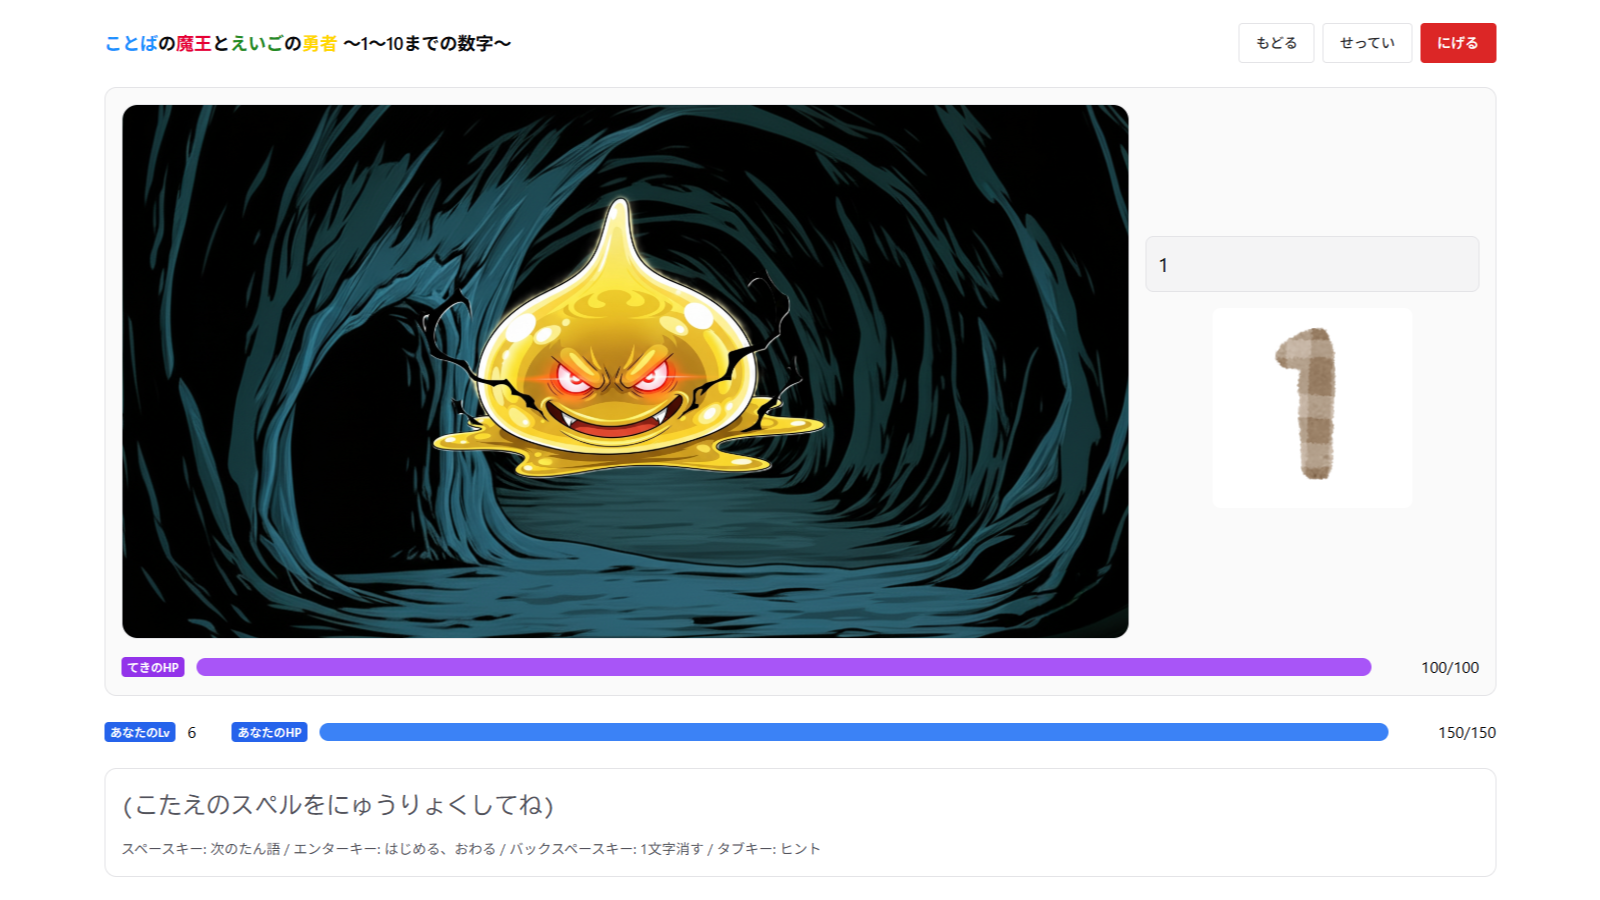 ことばの魔王とえいごの勇者 〜1〜10までの数字〜
もどる
せってい
にげる
1
1
てきのHP
100/100
あなたのLv 6
あなたのHP
150/150
(こたえのスペルをにゅうりょくしてね)
スペースキー: 次のたん語 / エンターキー: はじめる、おわる / バックスペースキー: 1文字消す / タブキー: ヒント